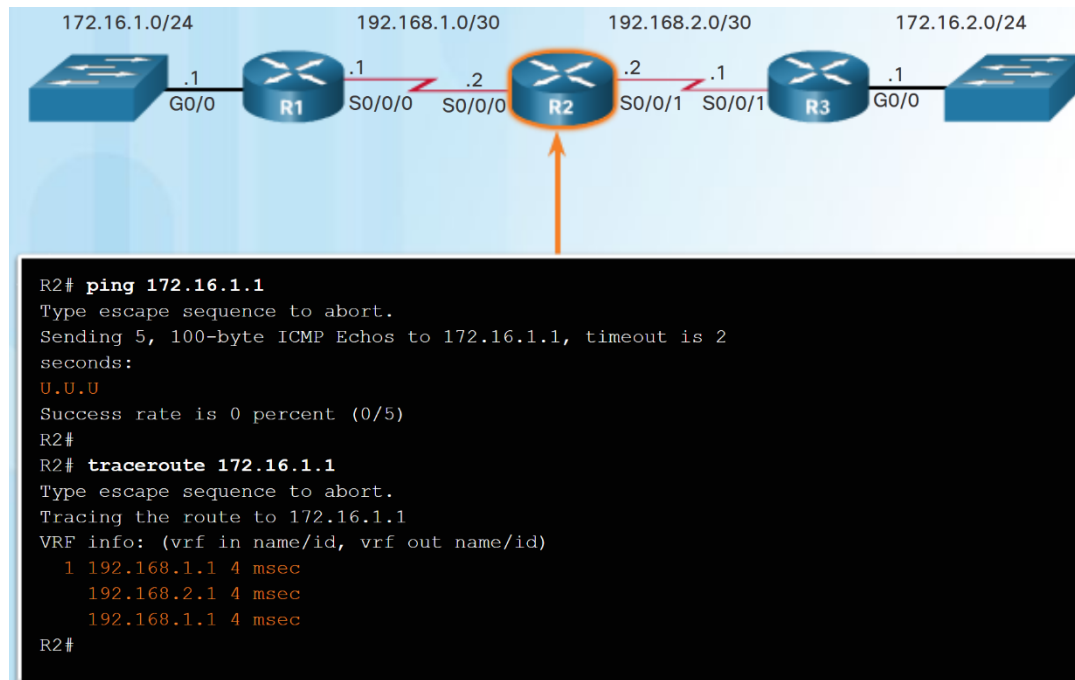 172.16.1.0/24 192.168.1.0/30 192.168.2.0/30 172.16.2.0/24
.1 .1 .2 .2 .1 .1
G0/0 R1 S0/0/0 S0/0/0 R2 S0/0/1 S0/0/1 R3 G0/0
R2# ping 172.16.1.1
Type escape sequence to abort.
Sending 5, 100-byte ICMP Echos to 172.16.1.1, timeout is 2
seconds:
U.U.U
Success rate is 0 percent (0/5)
R2#
R2# traceroute 172.16.1.1
Type escape sequence to abort.
Tracing the route to 172.16.1.1
VRF info: (vrf in name/id, vrf out name/id)
1 192.168.1.1 4 msec
192.168.2.1 4 msec
192.168.1.1 4 msec
R2#